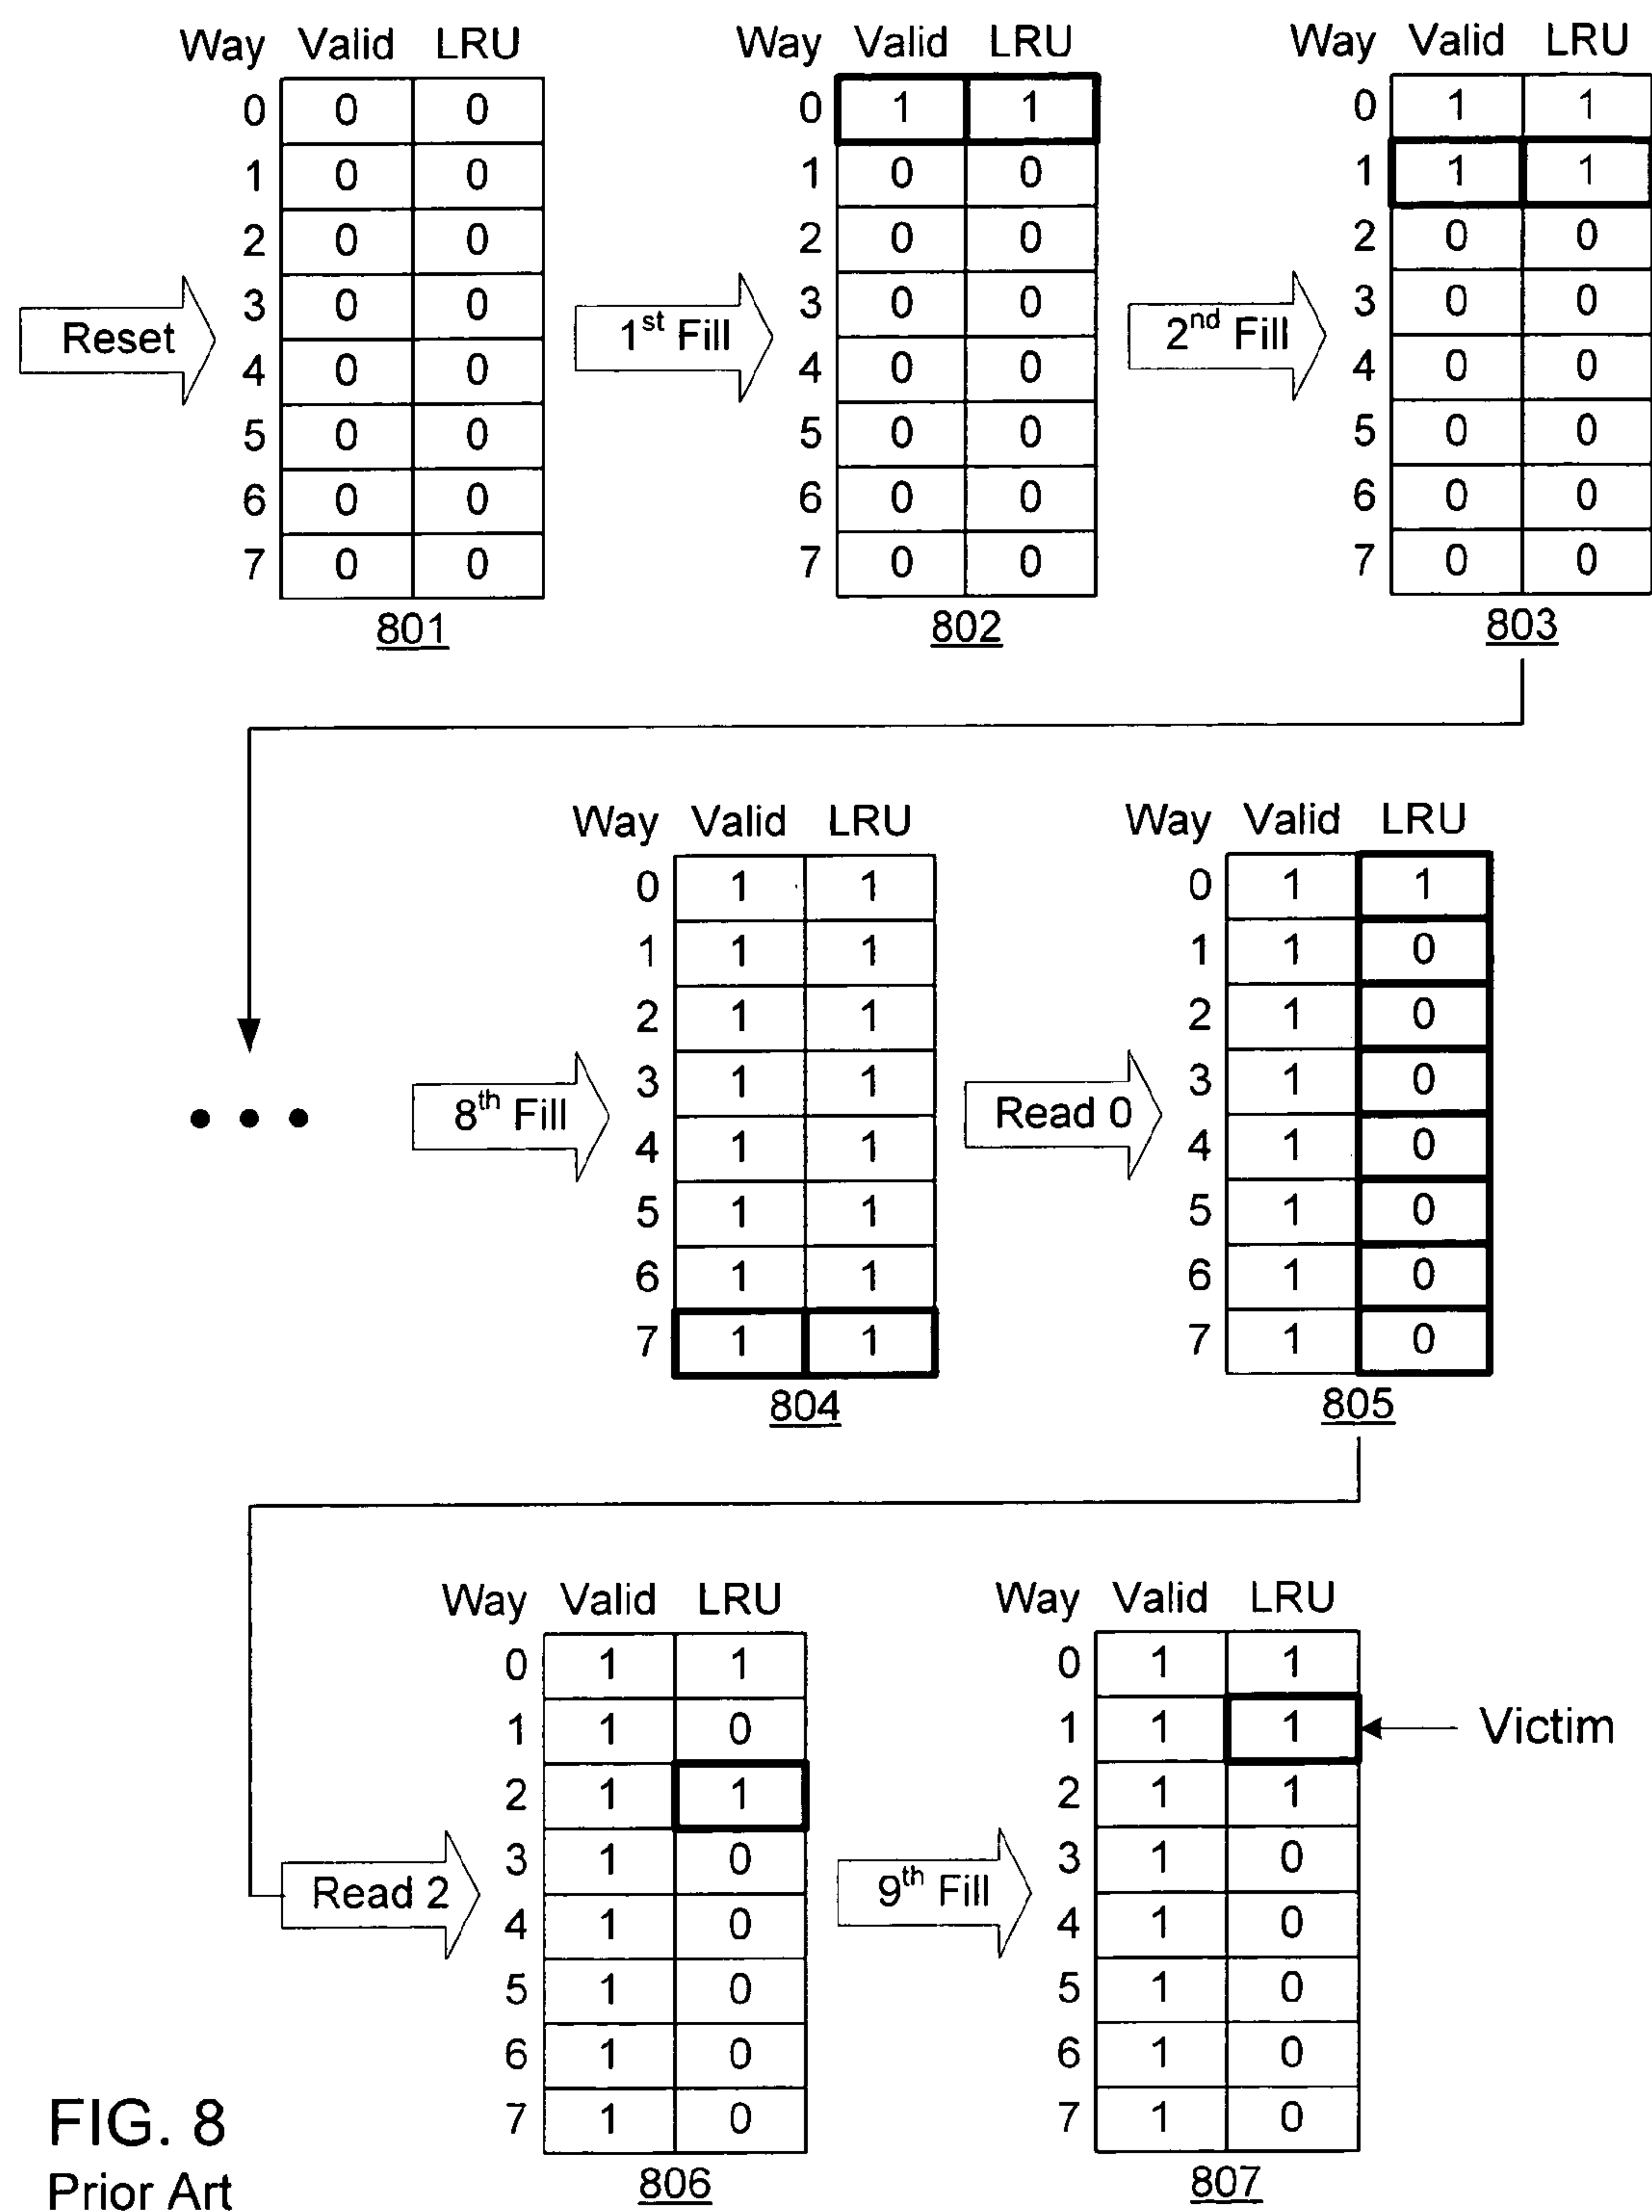 Way Valid LRU
0 0 0
1 0 0
2 0 0
3 0 0
4 0 0
5 0 0
6 0 0
7 0 0
801
Reset
1st Fill
Way Valid LRU
0 1 1
1 0 0
2 0 0
3 0 0
4 0 0
5 0 0
6 0 0
7 0 0
802
2nd Fill
Way Valid LRU
0 1 1
1 1 1
2 0 0
3 0 0
4 0 0
5 0 0
6 0 0
7 0 0
803
8th Fill
Way Valid LRU
0 1 1
1 1 1
2 1 1
3 1 1
4 1 1
5 1 1
6 1 1
7 1 1
804
Read 0
Way Valid LRU
0 1 1
1 1 0
2 1 0
3 1 0
4 1 0
5 1 0
6 1 0
7 1 0
805
Read 2
Way Valid LRU
0 1 1
1 1 0
2 1 1
3 1 0
4 1 0
5 1 0
6 1 0
7 1 0
806
9th Fill
Way Valid LRU
0 1 1
1 1 1
2 1 1
3 1 0
4 1 0
5 1 0
6 1 0
7 1 0
807
Victim
FIG. 8
Prior Art